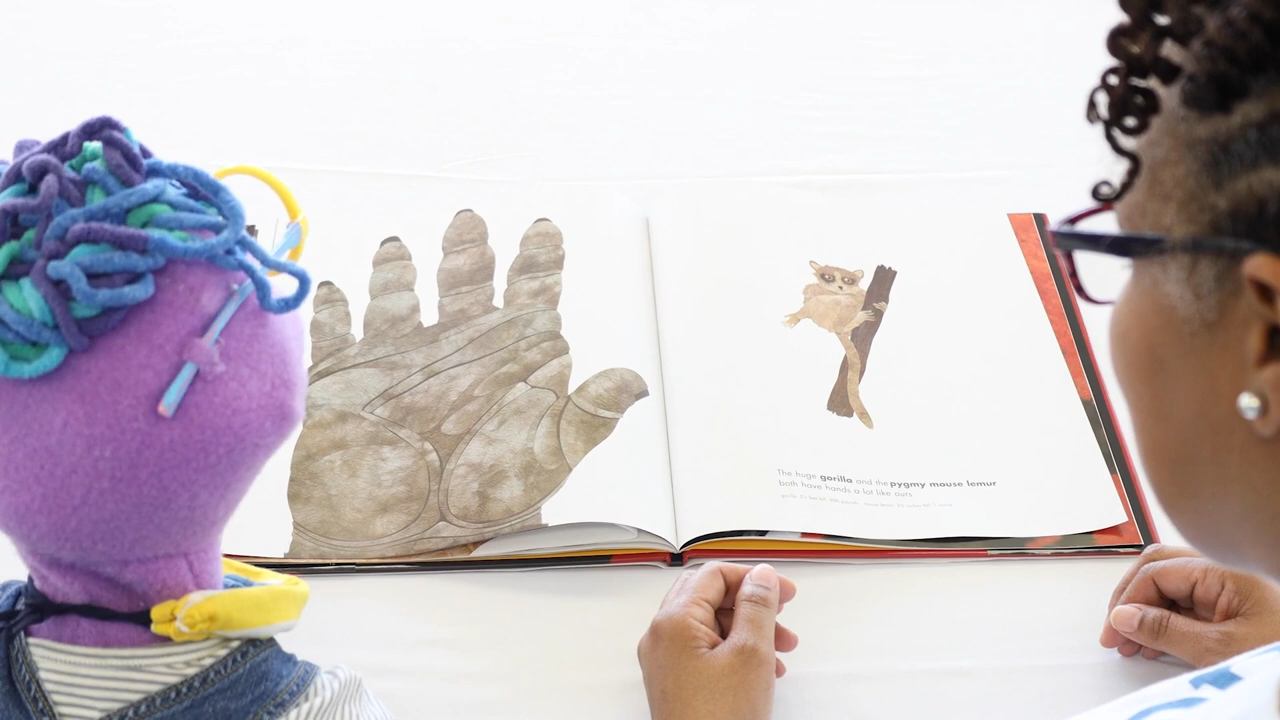 The huge gorilla and the pygmy mouse lemur
both have hands a lot like ours